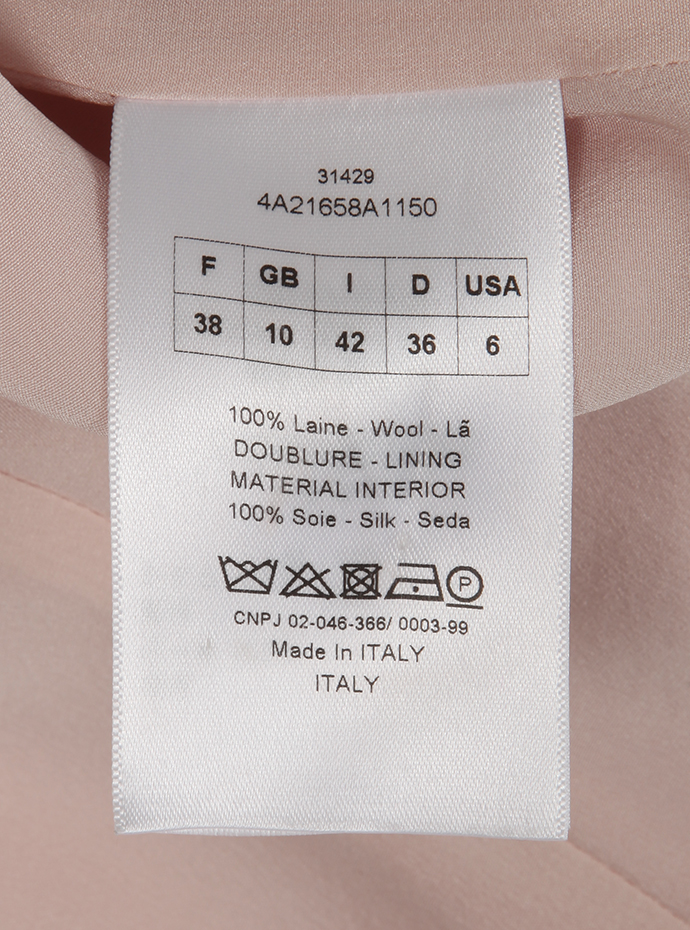 31429
4A21658A1150
F GB I D USA
38 10 42 36 6
100% Laine - Wool - Lã
DOUBLURE - LINING
MATERIAL INTERIOR
100% Soie - Silk - Seda
P
CNPJ 02-046-366/ 0003-99
Made In ITALY
ITALY